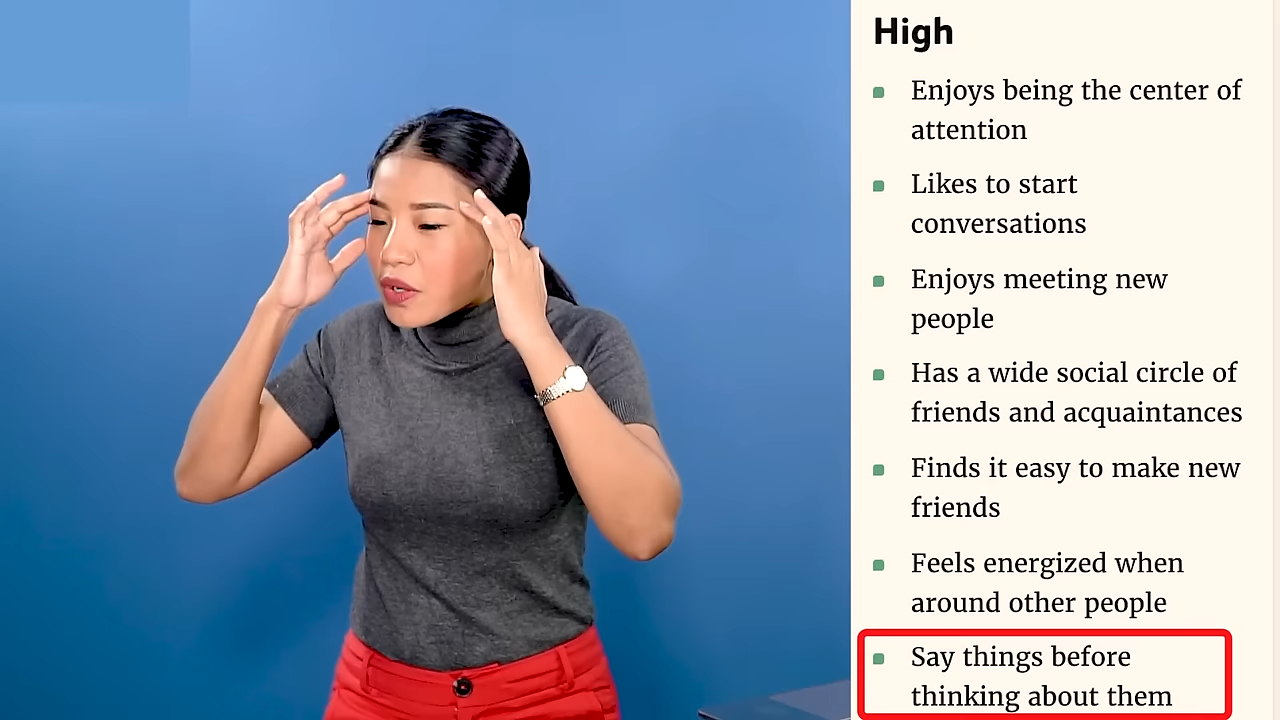 High
Enjoys being the center of
attention
Likes to start
conversations
Enjoys meeting new
people
Has a wide social circle of
friends and acquaintances
Finds it easy to make new
friends
Feels energized when
around other people
Say things before
thinking about them